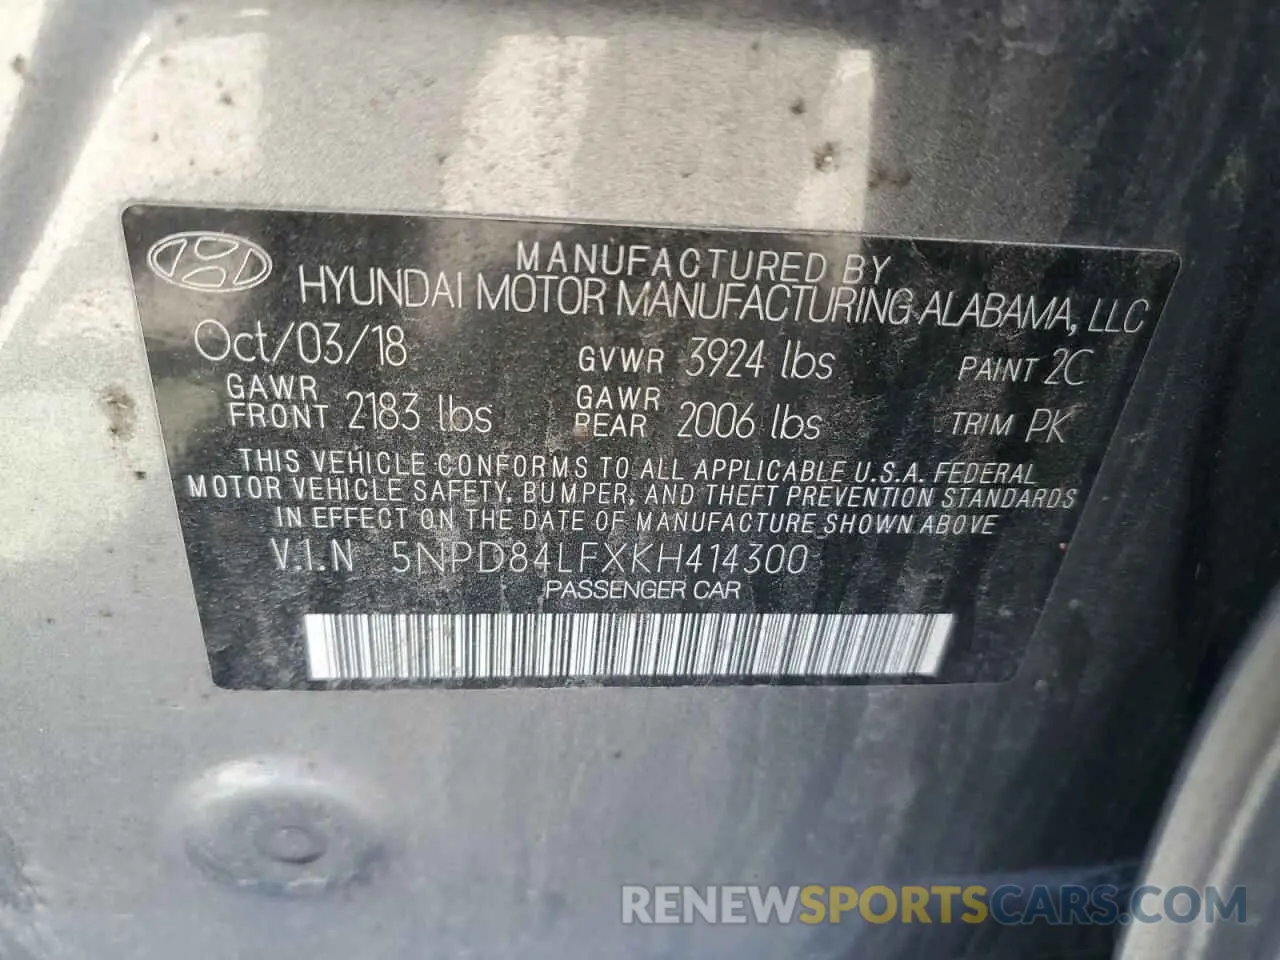 MANUFACTURED BY
HYUNDAI MOTOR MANUFACTURING ALABAMA, LLC
Oct/03/18 GVWR 3924 lbs PAINT 2C
GAWR FRONT 2183 lbs GAWR REAR 2006 lbs TRIM PK
THIS VEHICLE CONFORMS TO ALL APPLICABLE U.S.A. FEDERAL
MOTOR VEHICLE SAFETY, BUMPER, AND THEFT PREVENTION STANDARDS
IN EFFECT ON THE DATE OF MANUFACTURE SHOWN ABOVE
V.I.N 5NPD84LFXKH414300
PASSENGER CAR
RENEWSPORTSCARS.COM